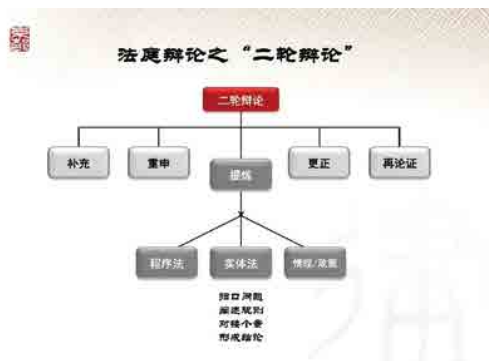 法庭辩论之“二轮辩论”
二轮辩论
补充
重申
提炼
更正
再论证
程序法
实体法
情理/政策
归口问题
阐述规则
对接个案
形成结论